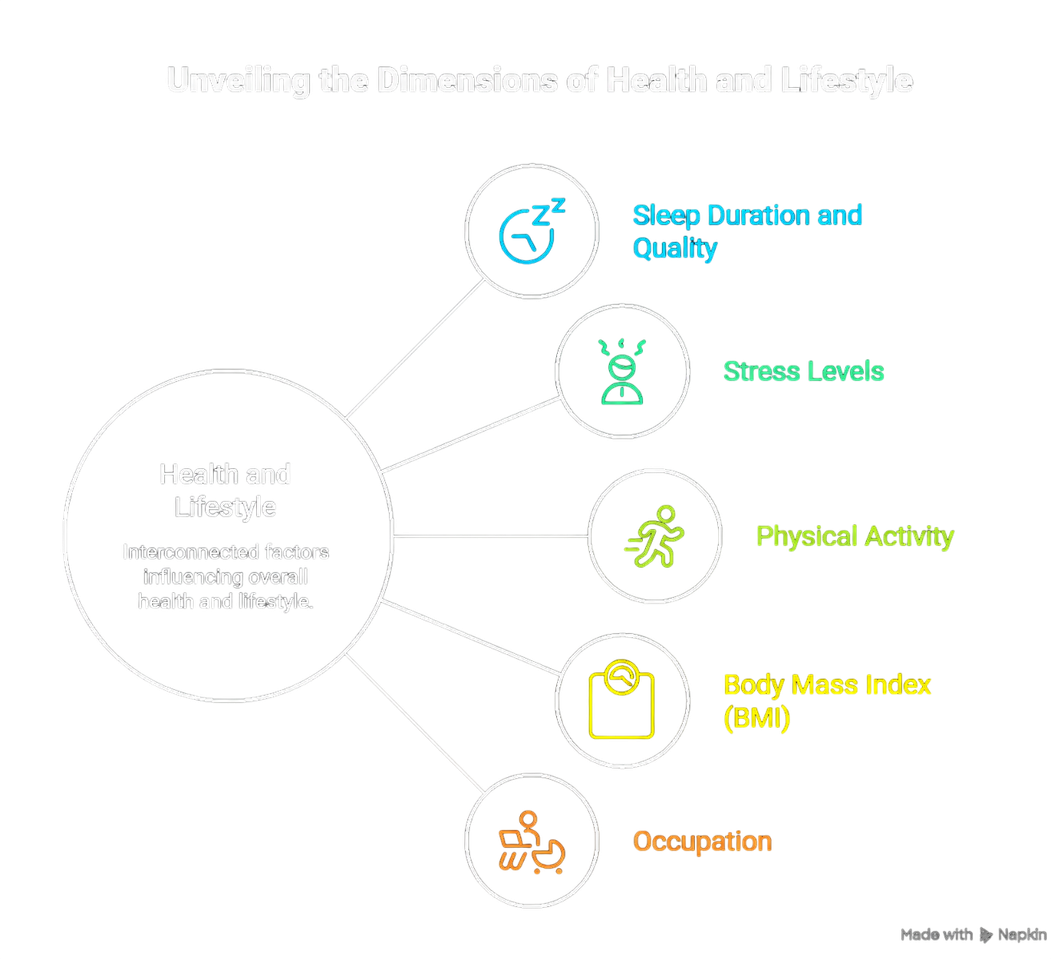 Unveiling the Dimensions of Health and Lifestyle
Sleep Duration and
Quality
Stress Levels
Health and
Lifestyle
Interconnected factors
influencing overall
health and lifestyle.
Physical Activity
Body Mass Index
(BMI)
Occupation
Made with Napkin